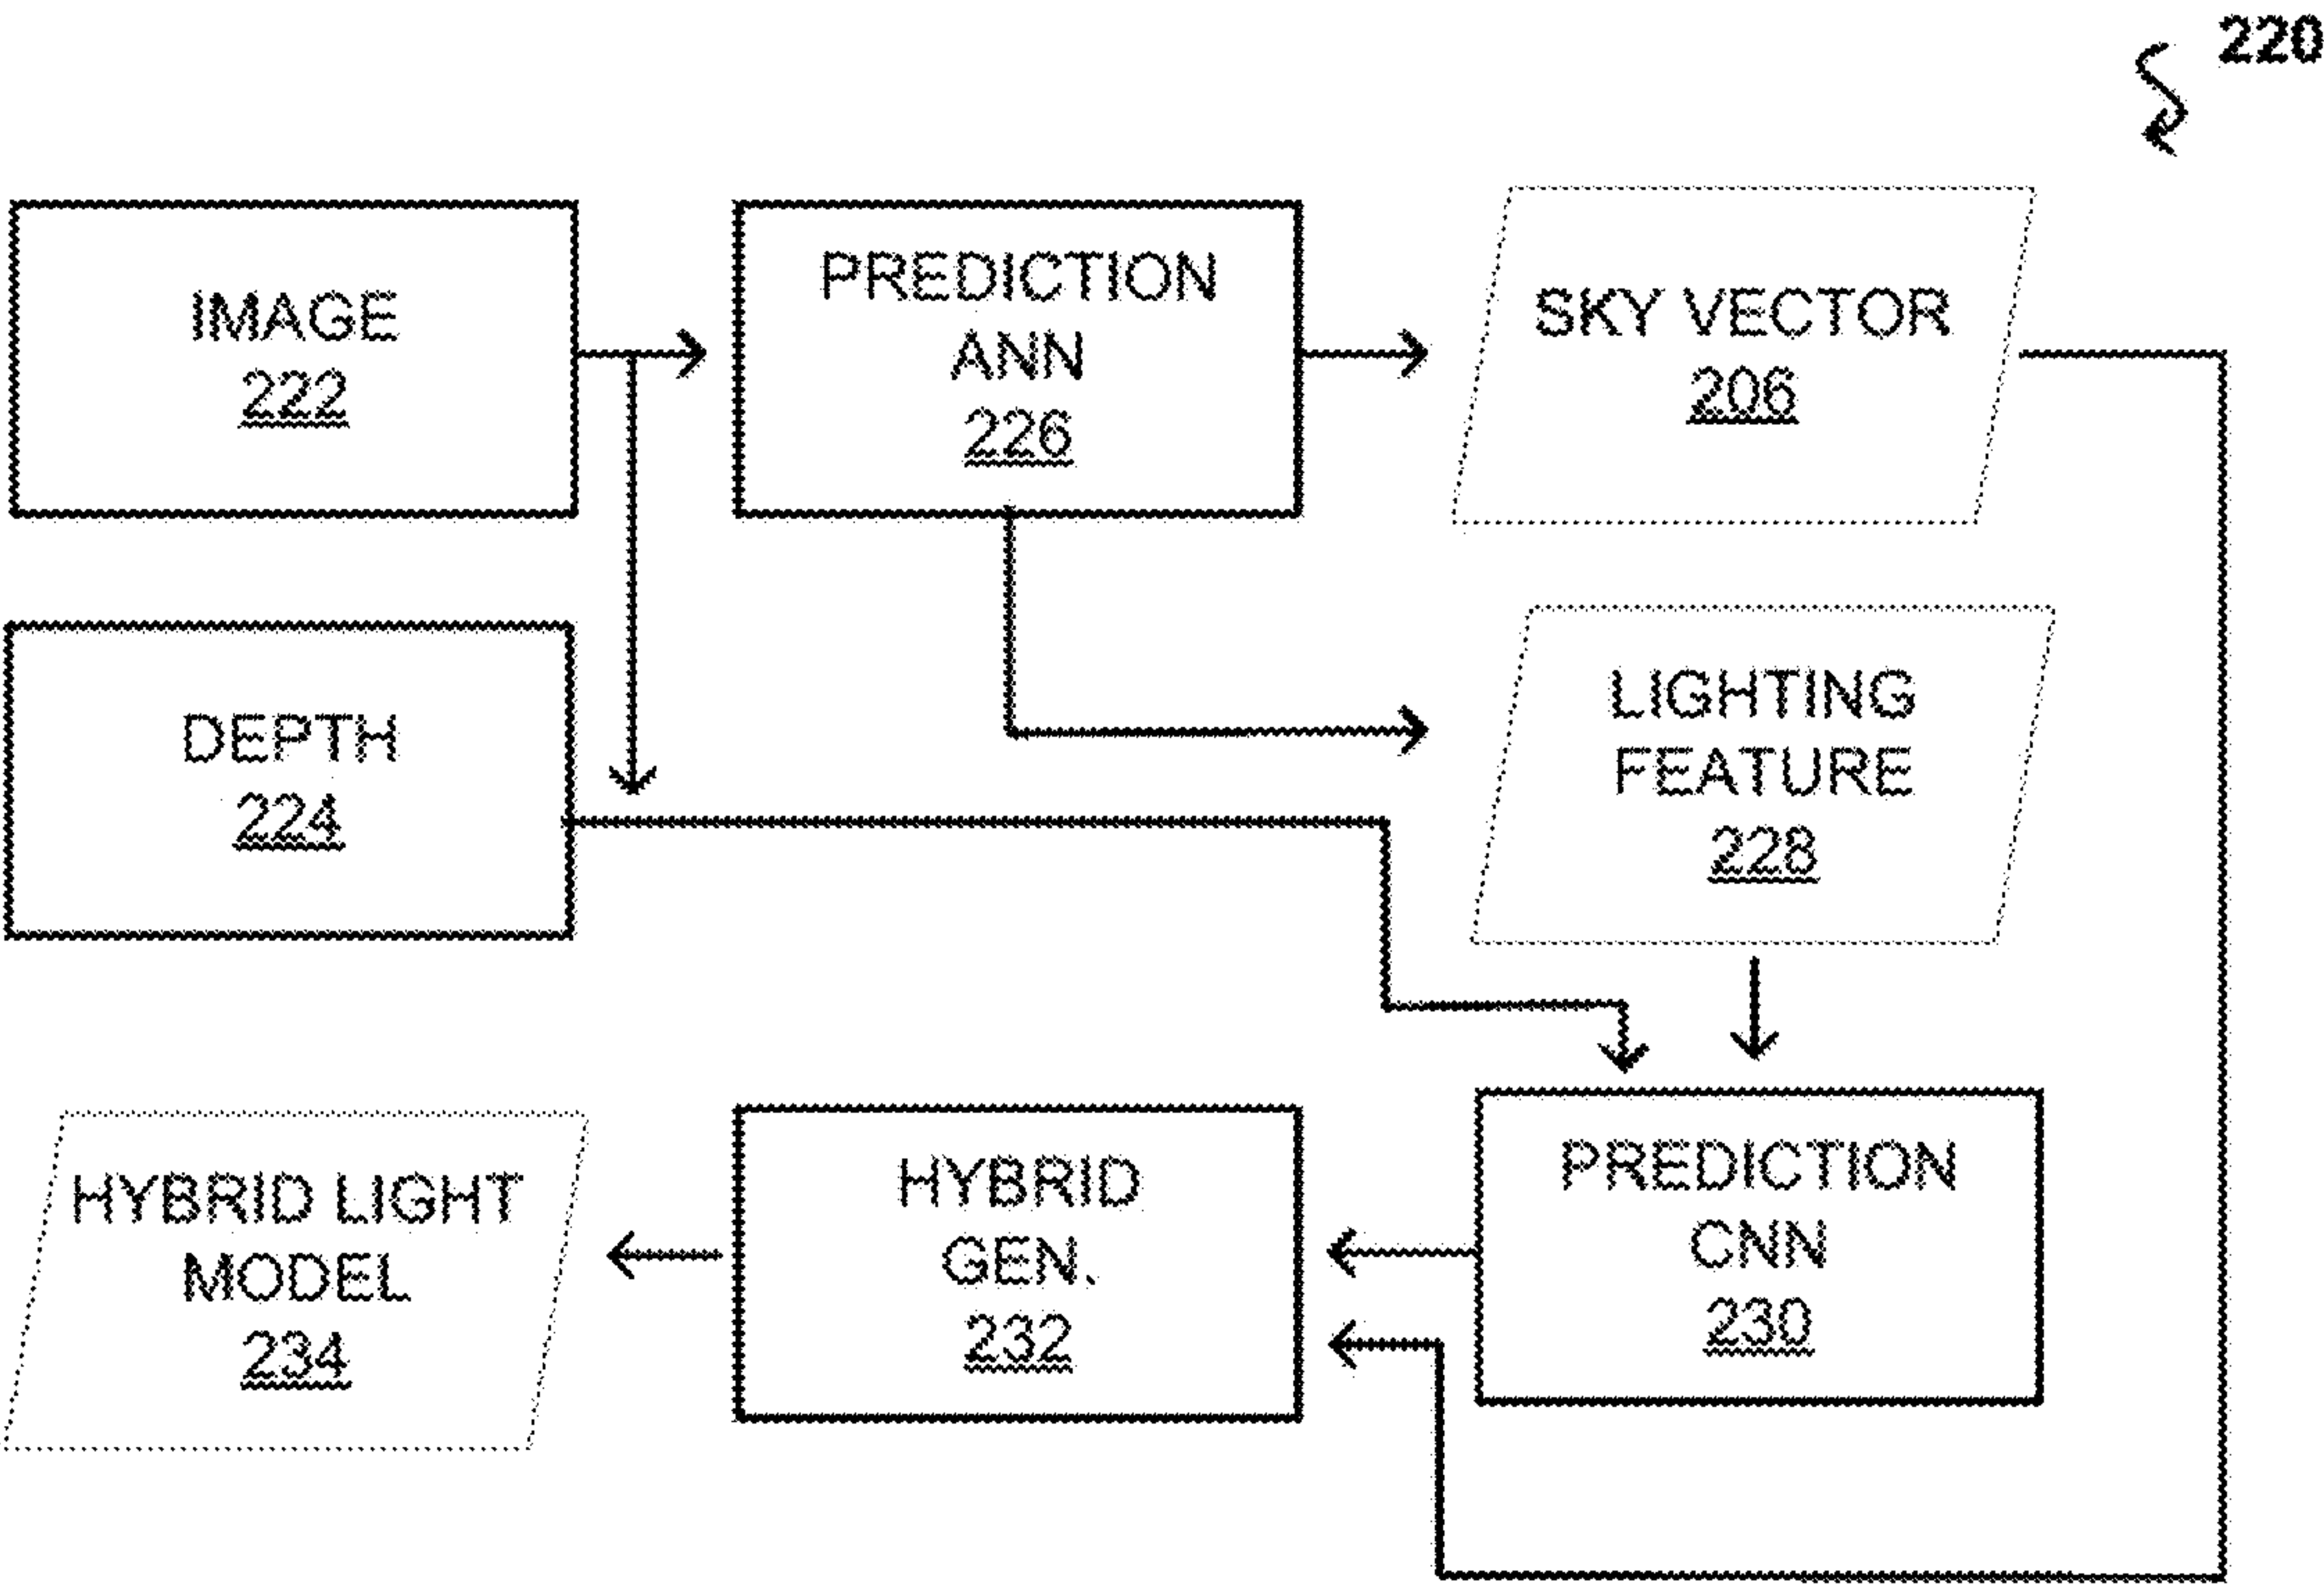 220
IMAGE
222
PREDICTION
ANN
226
SKY VECTOR
206
DEPTH
224
LIGHTING
FEATURE
228
HYBRID LIGHT
MODEL
234
HYBRID
GEN.
232
PREDICTION
CNN
230